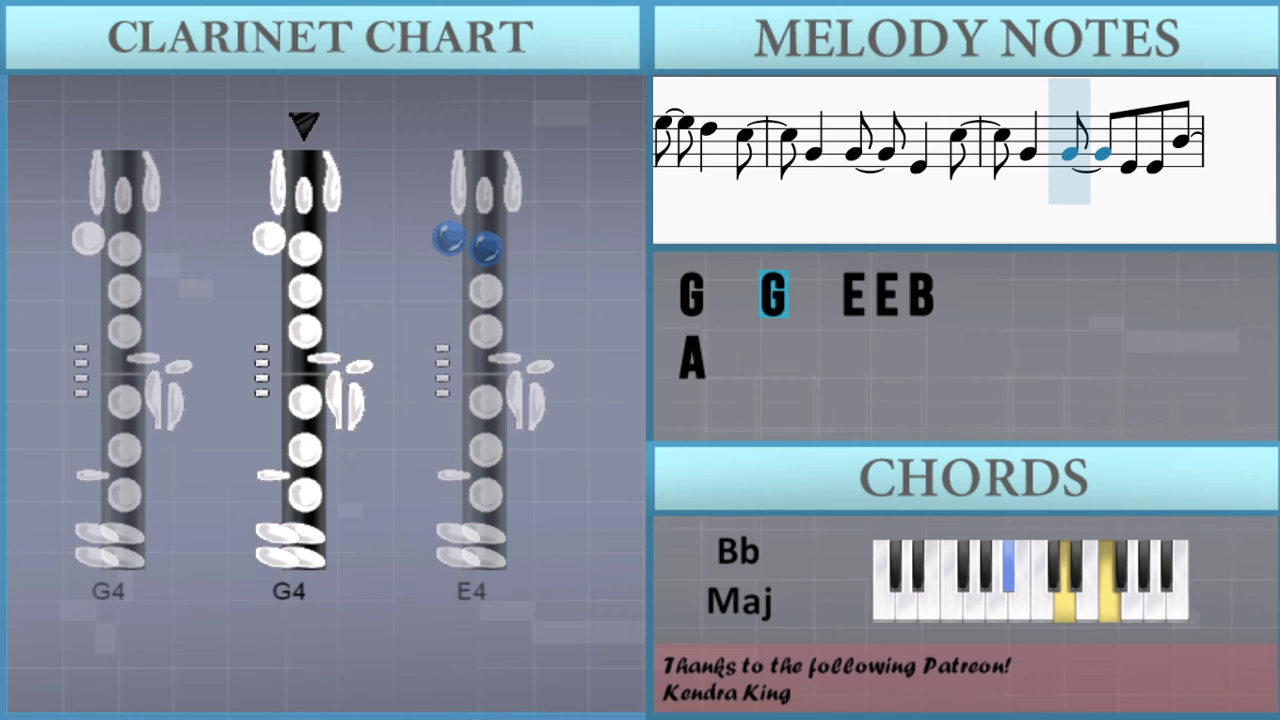 CLARINET CHART
G4
G4
E4
MELODY NOTES
G G E E B
A
CHORDS
Bb
Maj
Thanks to the following Patreon!
Kendra King